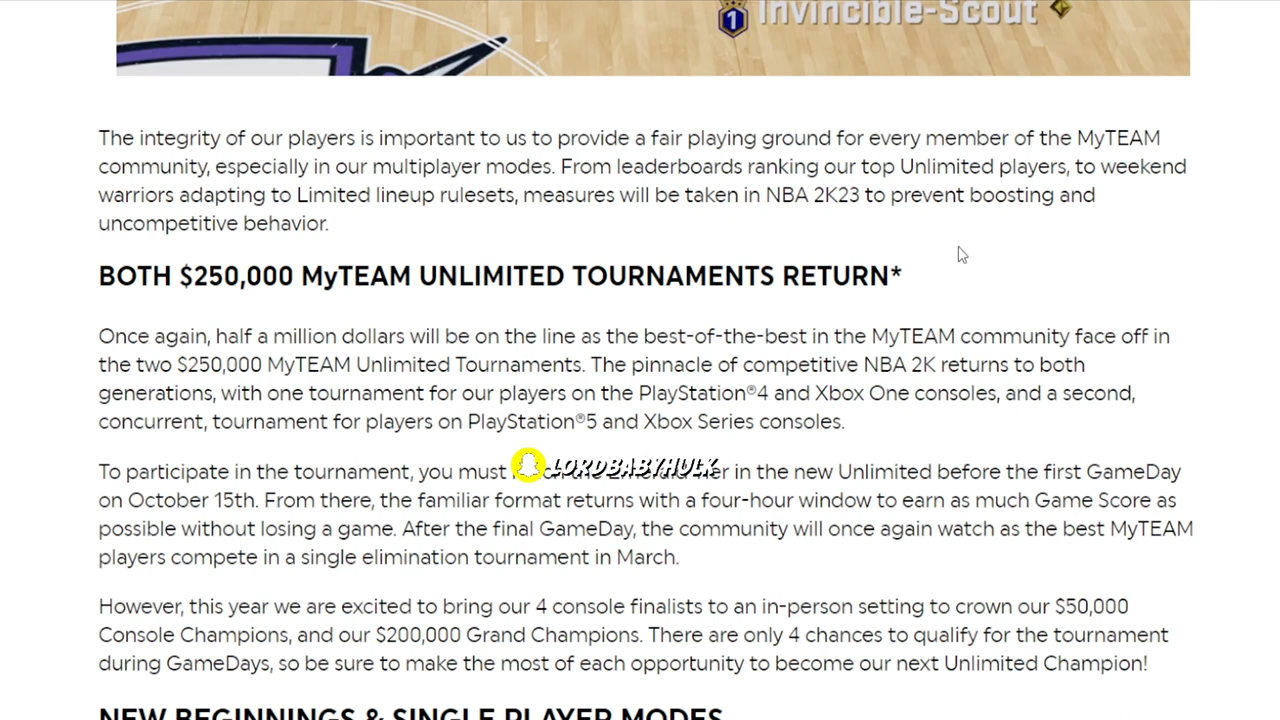 1 Invincible-Scout
The integrity of our players is important to us to provide a fair playing ground for every member of the MyTEAM
community, especially in our multiplayer modes. From leaderboards ranking our top Unlimited players, to weekend
warriors adapting to Limited lineup rulesets, measures will be taken in NBA 2K23 to prevent boosting and
uncompetitive behavior.
BOTH $250,000 MyTEAM UNLIMITED TOURNAMENTS RETURN*
Once again, half a million dollars will be on the line as the best-of-the-best in the MyTEAM community face off in
the two $250,000 MyTEAM Unlimited Tournaments. The pinnacle of competitive NBA 2K returns to both
generations, with one tournament for our players on the PlayStation®4 and Xbox One consoles, and a second,
concurrent, tournament for players on PlayStation®5 and Xbox Series consoles.
To participate in the tournament, you must in the new Unlimited before the first GameDay
LORDBABYHULK
on October 15th. From there, the familiar format returns with a four-hour window to earn as much Game Score as
possible without losing a game. After the final GameDay, the community will once again watch as the best MyTEAM
players compete in a single elimination tournament in March.
However, this year we are excited to bring our 4 console finalists to an in-person setting to crown our $50,000
Console Champions, and our $200,000 Grand Champions. There are only 4 chances to qualify for the tournament
during GameDays, so be sure to make the most of each opportunity to become our next Unlimited Champion!
NEW BEGINNINGS & SINGLE PLAYER MODES